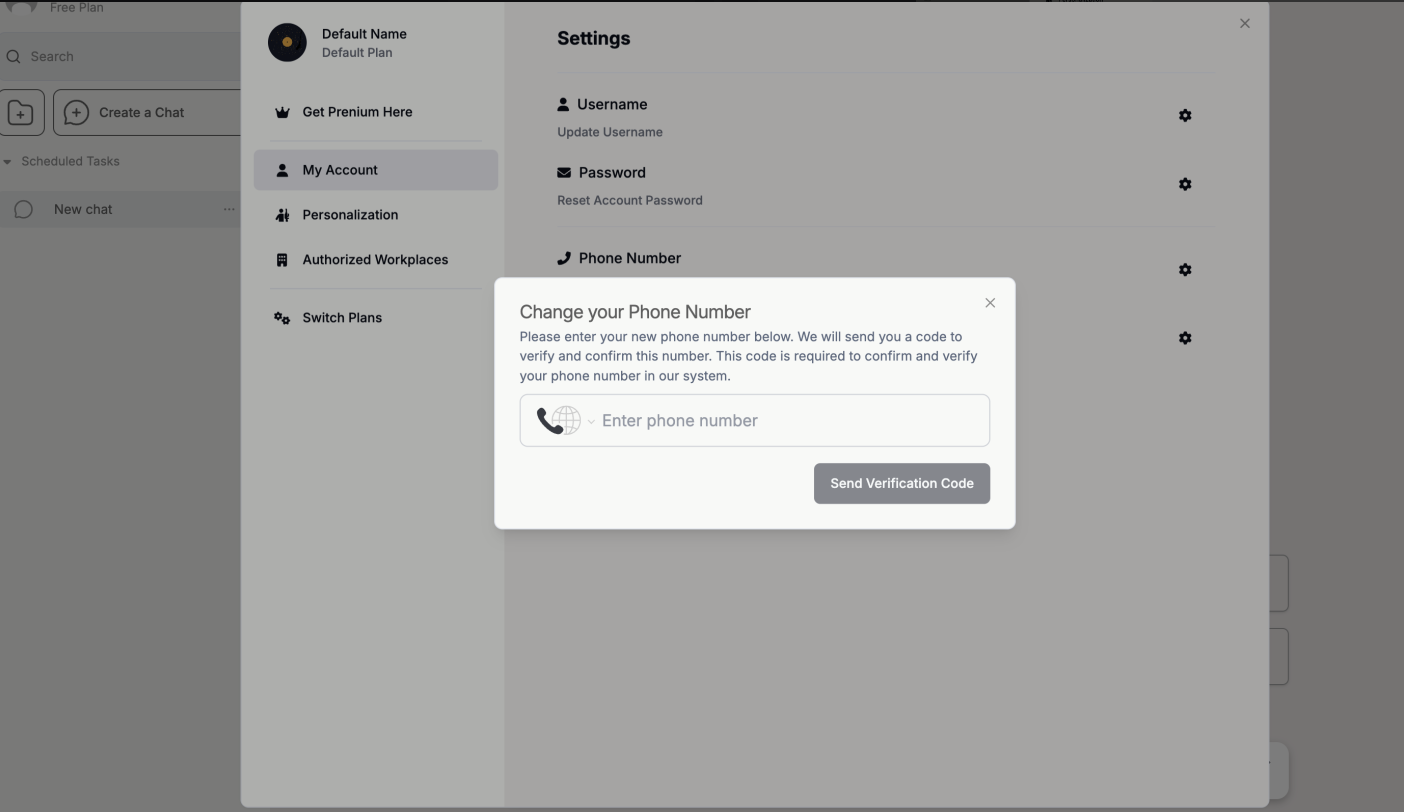 Free Plan
Search
Create a Chat
Scheduled Tasks
New chat
Default Name
Default Plan
Get Prenium Here
My Account
Personalization
Authorized Workplaces
Switch Plans
Settings
Username
Update Username
Password
Reset Account Password
Phone Number
Change your Phone Number
Please enter your new phone number below. We will send you a code to
verify and confirm this number. This code is required to confirm and verify
your phone number in our system.
Enter phone number
Send Verification Code